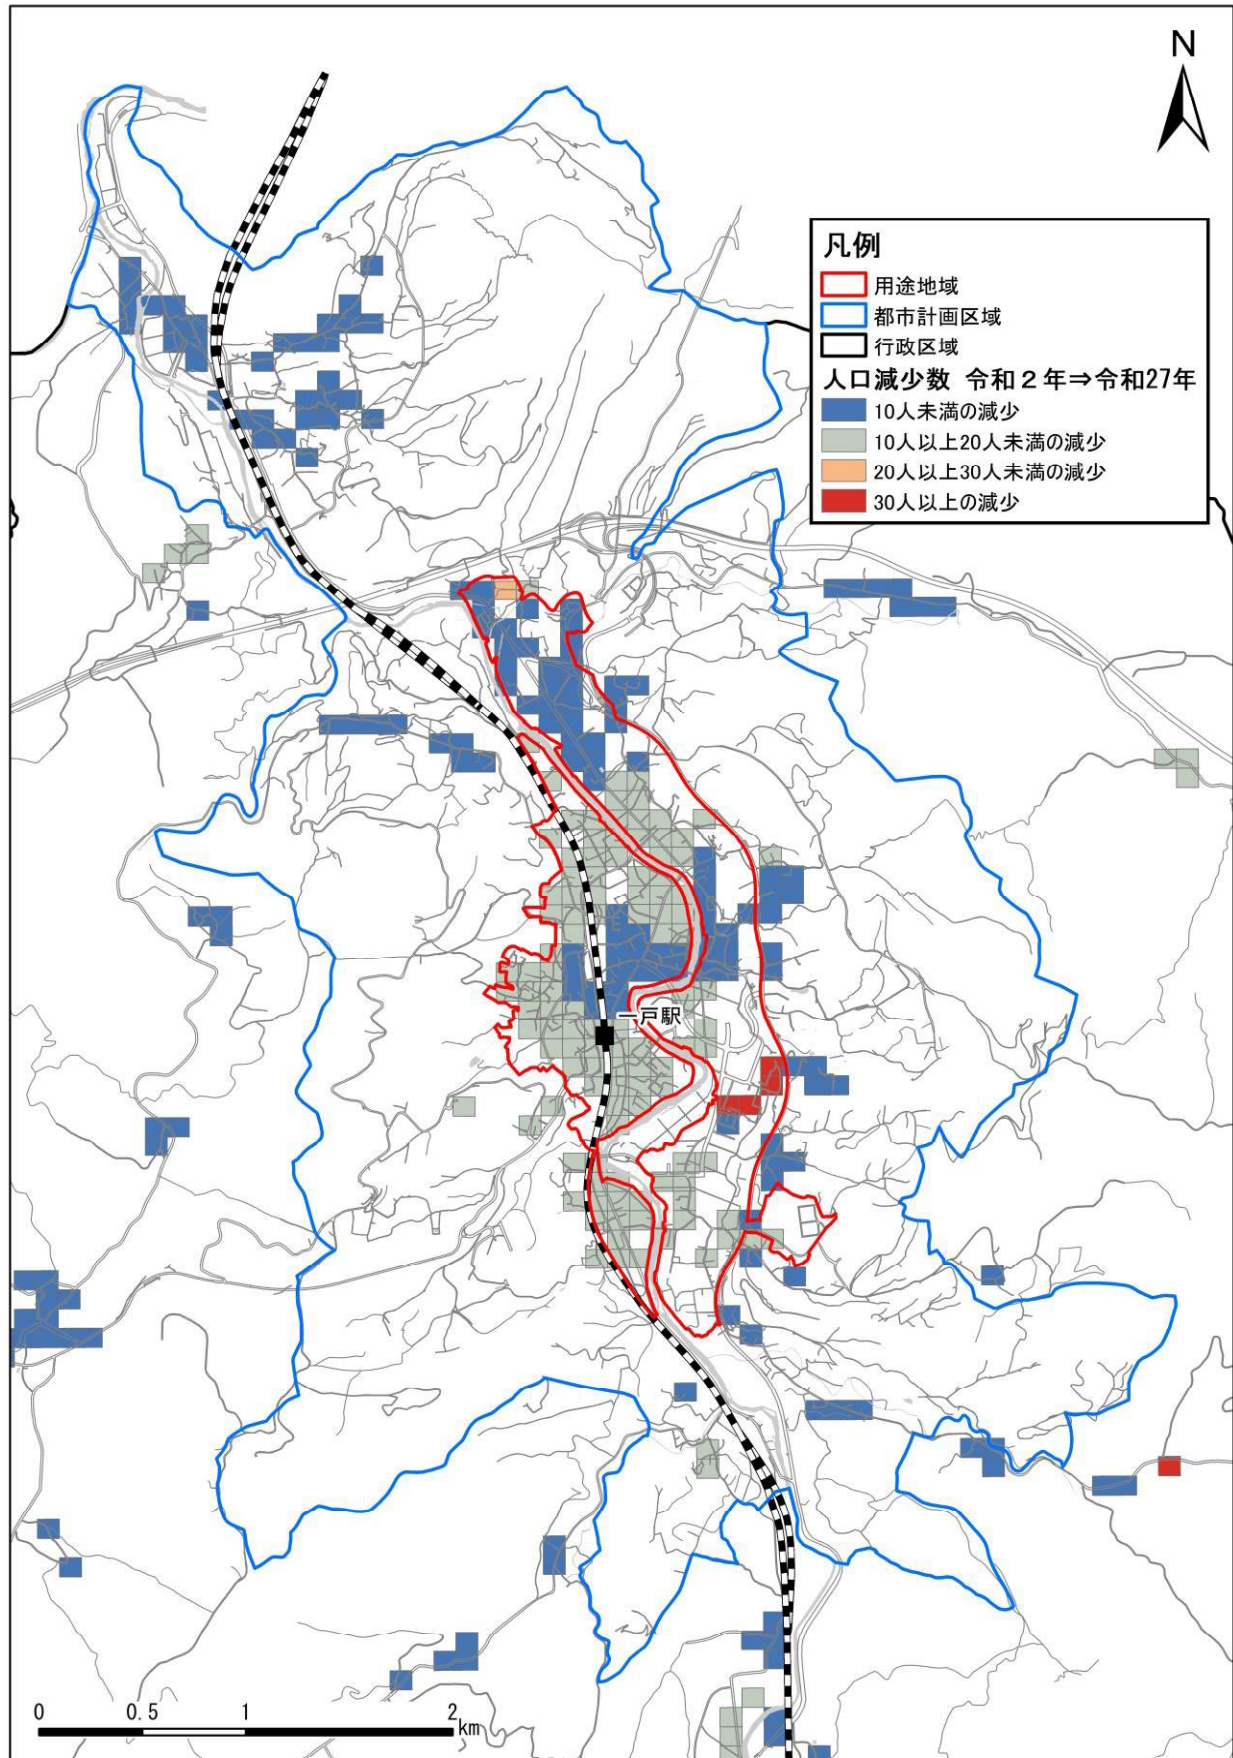 N
凡例
用途地域
都市計画区域
行政区域
人口減少数 令和２年⇒令和27年
10人未満の減少
10人以上20人未満の減少
20人以上30人未満の減少
30人以上の減少
一戸駅
0 0.5 1 2
km